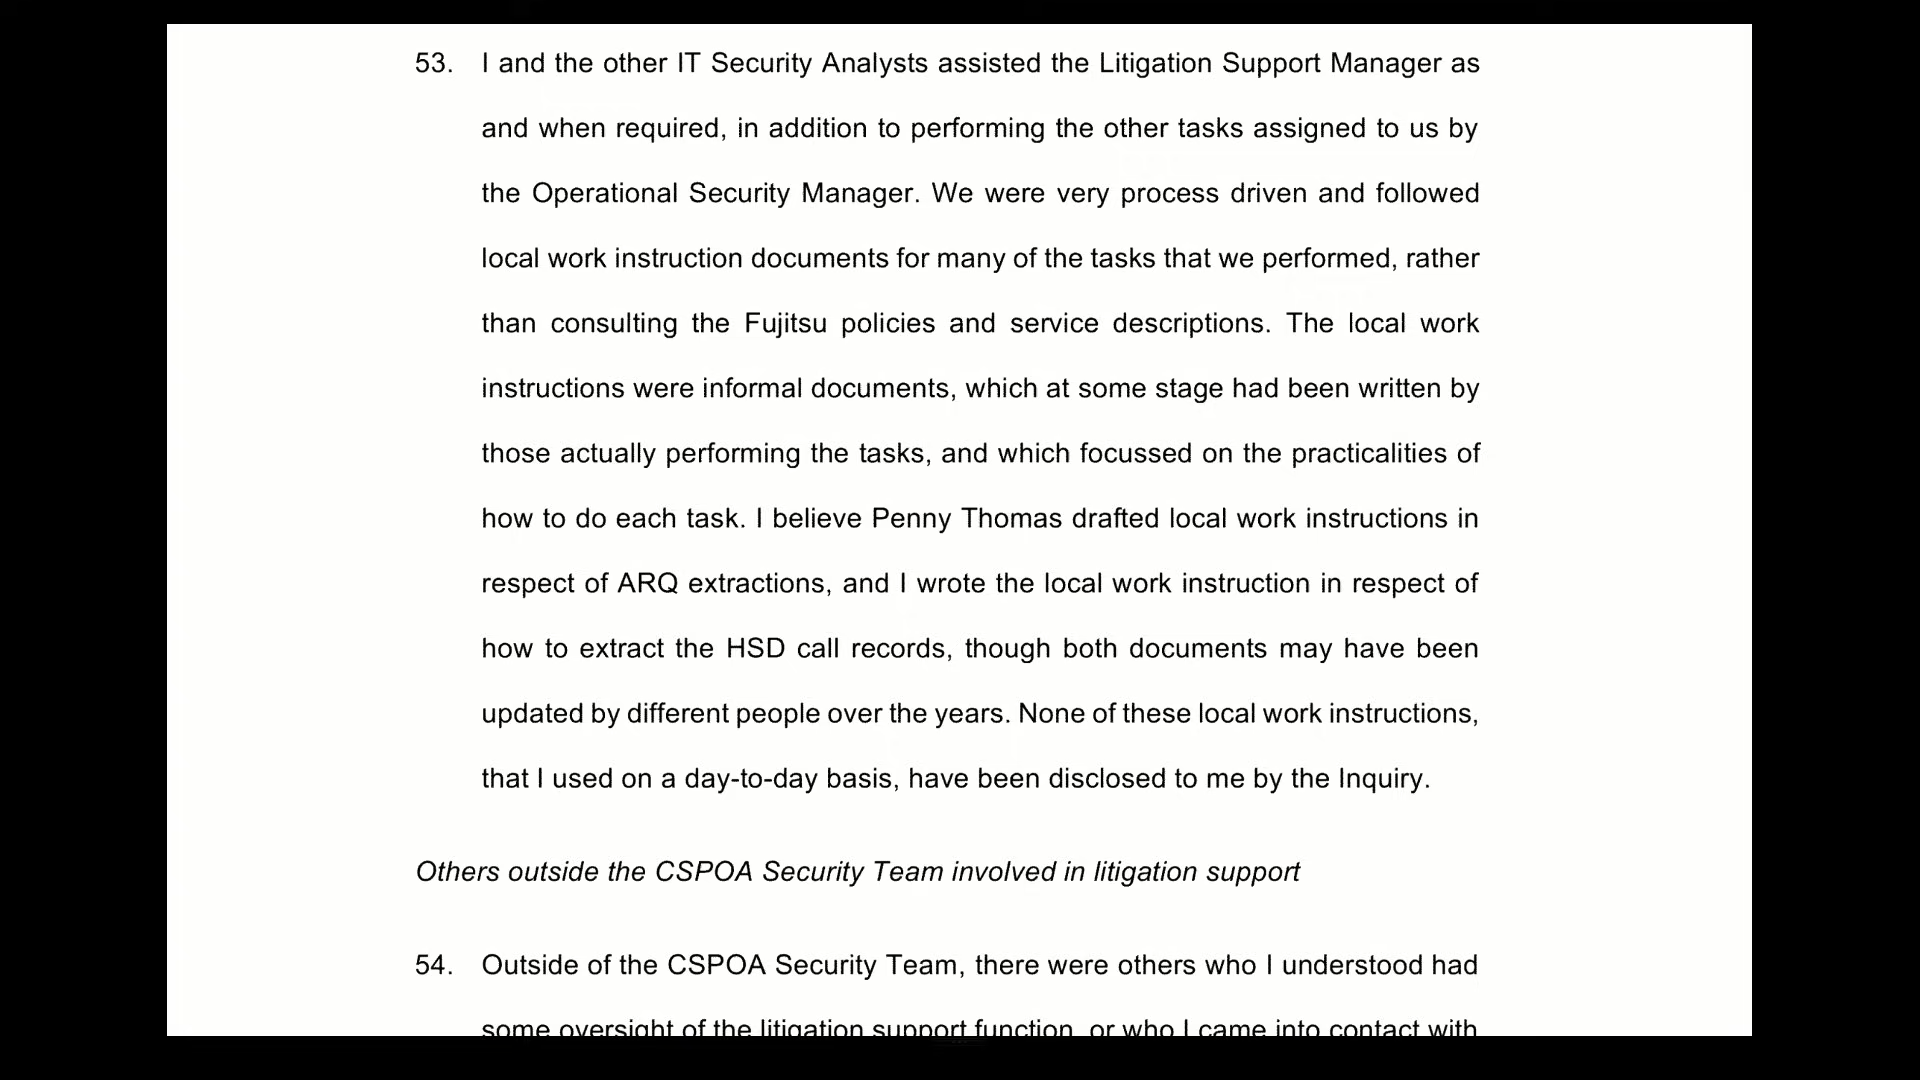 53. I and the other IT Security Analysts assisted the Litigation Support Manager as
and when required, in addition to performing the other tasks assigned to us by
the Operational Security Manager. We were very process driven and followed
local work instruction documents for many of the tasks that we performed, rather
than consulting the Fujitsu policies and service descriptions. The local work
instructions were informal documents, which at some stage had been written by
those actually performing the tasks, and which focussed on the practicalities of
how to do each task. I believe Penny Thomas drafted local work instructions in
respect of ARQ extractions, and I wrote the local work instruction in respect of
how to extract the HSD call records, though both documents may have been
updated by different people over the years. None of these local work instructions,
that I used on a day-to-day basis, have been disclosed to me by the Inquiry.
Others outside the CSPOA Security Team involved in litigation support
54. Outside of the CSPOA Security Team, there were others who I understood had
some oversight of the litigation support function, or who I came into contact with